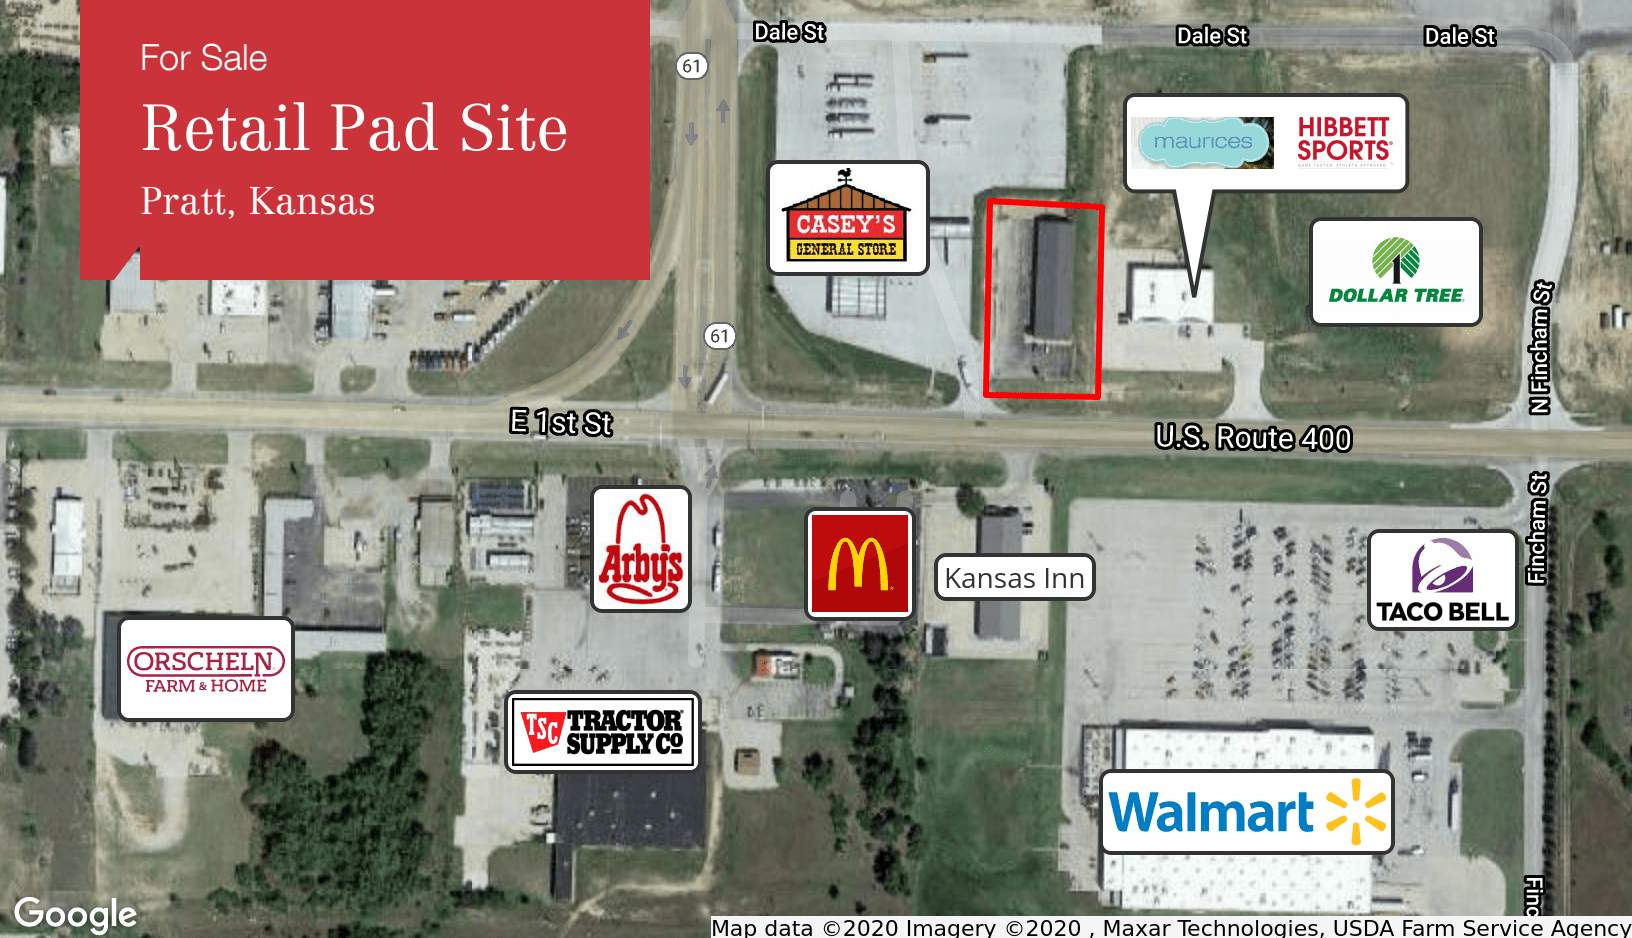 For Sale
Retail Pad Site
Pratt, Kansas
Dale St
Dale St
Dale St
61
maurices
HIBBETT
SPORTS
CASEY'S
GENERAL STORE
DOLLAR TREE
N Fincham St
61
E 1st St
U.S. Route 400
Fincham St
Arby's
M
Kansas Inn
TACO BELL
ORSCHELN
FARM & HOME
TSC TRACTOR
SUPPLY CO
Walmart
Google
Map data ©2020 Imagery ©2020 , Maxar Technologies, USDA Farm Service Agency